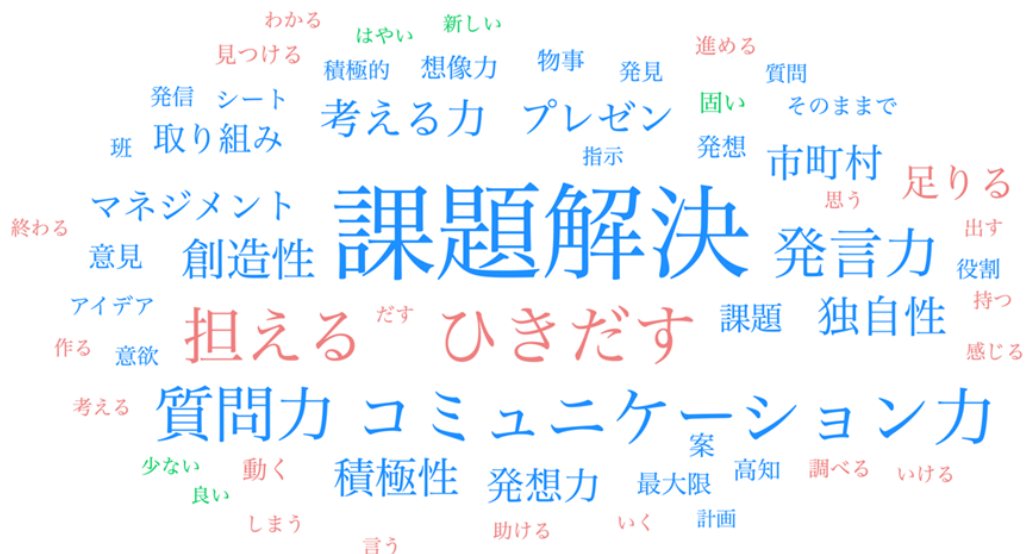 わかる
はやい
新しい
見つける
進める
積極的
想像力
物事
発見
質問
発信
シート
考える力
プレゼン
固い
そのままで
班
取り組み
指示
発想
市町村
足りる
マネジメント
課題解決
思う
終わる
意見
創造性
発言力
出す
役割
アイデア
担える
だす
ひきだす
課題
独自性
持つ
作る
意欲
感じる
考える
質問力
コミュニケーション力
案
少ない
動く
積極性
発想力
最大限
高知
調べる
いける
良い
しまう
助ける
いく
計画
言う